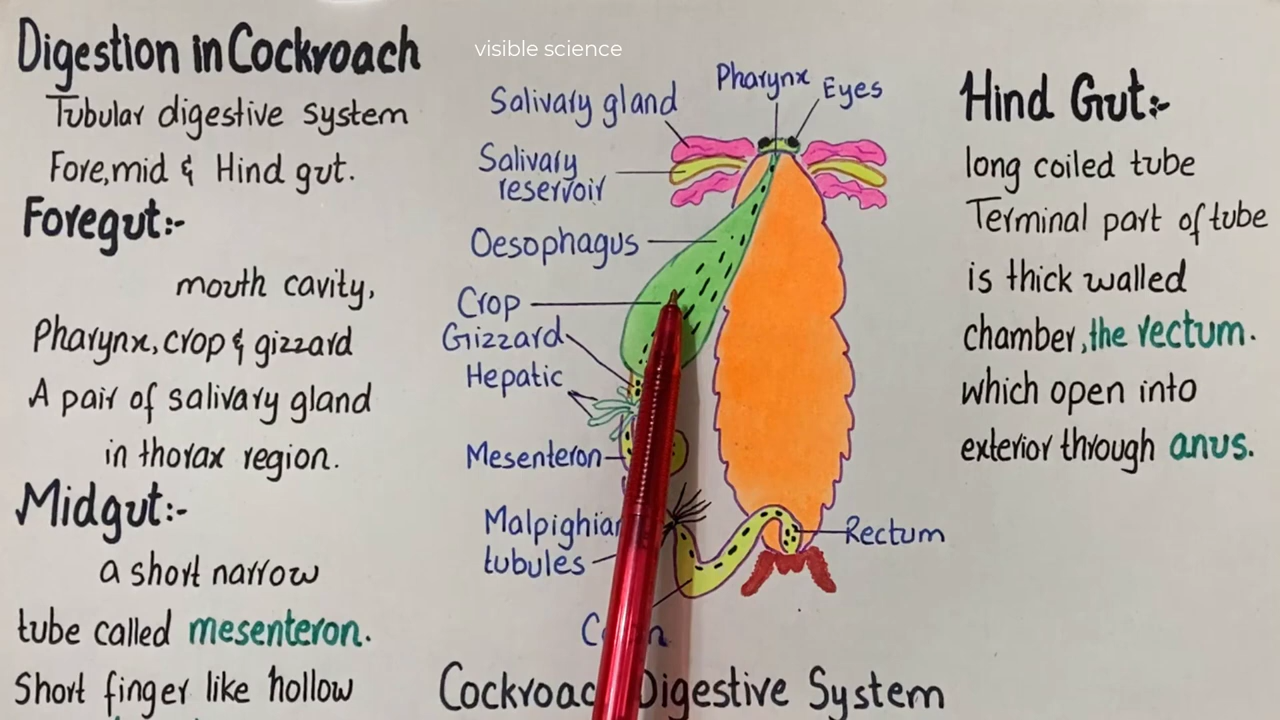 visible science
Digestion in Cockroach
Tubular digestive system
Fore, mid & Hind gut.
Foregut:-
mouth cavity,
Pharynx, crop & gizzard
A pair of salivary gland
in thorax region.
Midgut:-
a short narrow
tube called mesenteron.
Short finger like hollow
Pharynx
Eyes
Salivary gland
Salivary
reservoir
Oesophagus
Crop
Gizzard
Hepatic
Mesenteron
Malpighian
tubules
Rectum
Cockroac Digestive System
Hind Gut:-
long coiled tube
Terminal part of tube
is thick walled
chamber, the rectum.
which open into
exterior through anus.